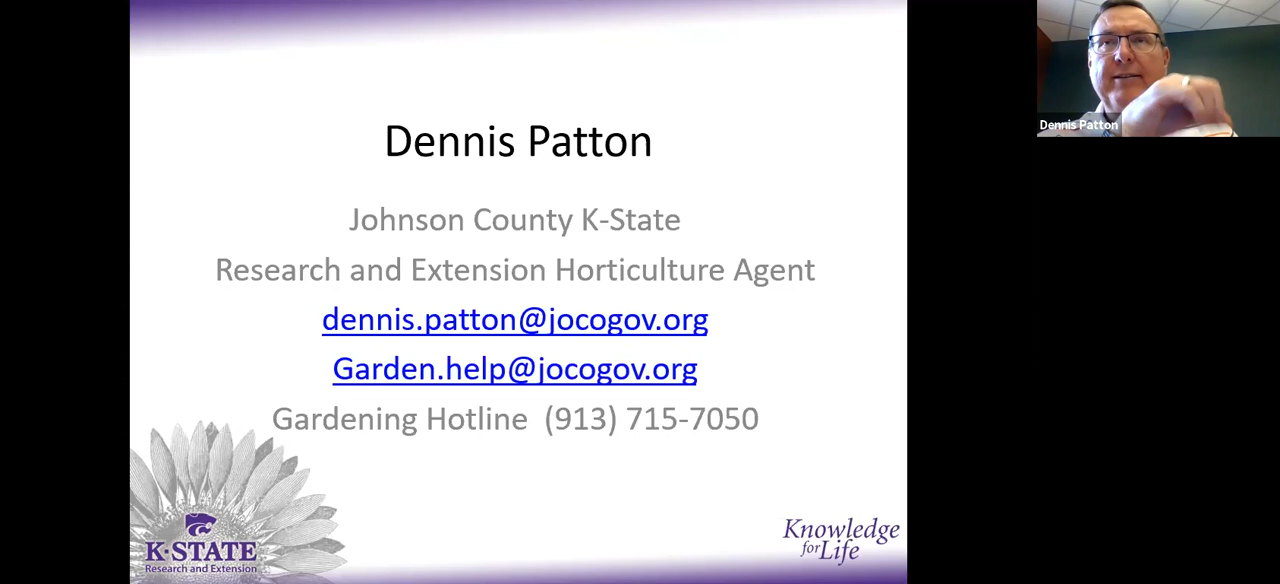 Dennis Patton
Johnson County K-State
Research and Extension Horticulture Agent
dennis.patton@jocogov.org
Garden.help@jocogov.org
Gardening Hotline (913) 715-7050
K-STATE
Research and Extension
Knowledge
for Life
Dennis Patton